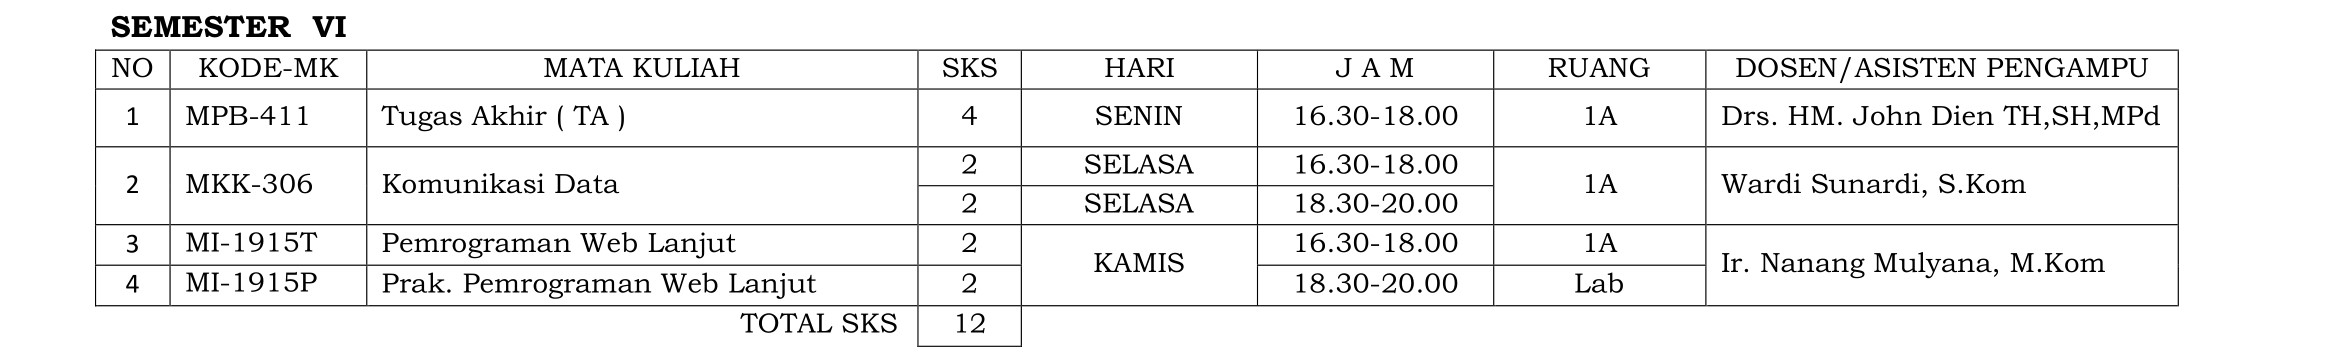 SEMESTER VI
NO KODE-MK MATA KULIAH SKS HARI J A M RUANG DOSEN/ASISTEN PENGAMPU
1 MPB-411 Tugas Akhir ( TA ) 4 SENIN 16.30-18.00 1A Drs. HM. John Dien TH,SH,MPd
2 MKK-306 Komunikasi Data 2 SELASA 16.30-18.00 1A Wardi Sunardi, S.Kom
2 SELASA 18.30-20.00
3 MI-1915T Pemrograman Web Lanjut 2 KAMIS 16.30-18.00 1A Ir. Nanang Mulyana, M.Kom
4 MI-1915P Prak. Pemrograman Web Lanjut 2 18.30-20.00 Lab
TOTAL SKS 12